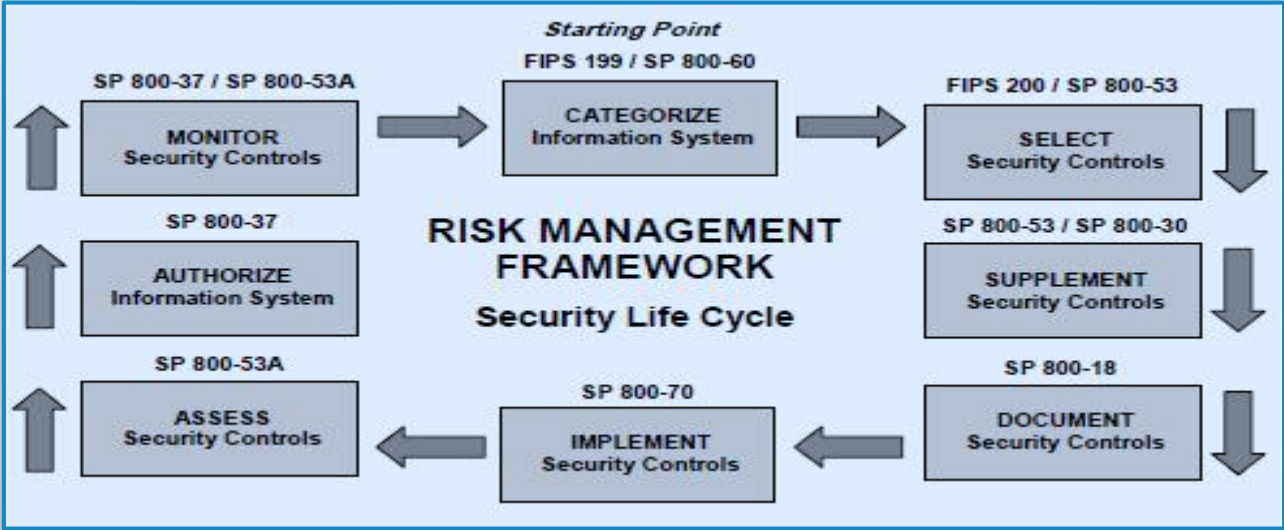 Starting Point
FIPS 199 / SP 800-60
CATEGORIZE
Information System
FIPS 200 / SP 800-53
SELECT
Security Controls
SP 800-53 / SP 800-30
SUPPLEMENT
Security Controls
SP 800-18
DOCUMENT
Security Controls
SP 800-70
IMPLEMENT
Security Controls
SP 800-53A
ASSESS
Security Controls
SP 800-37
AUTHORIZE
Information System
SP 800-37 / SP 800-53A
MONITOR
Security Controls
RISK MANAGEMENT
FRAMEWORK
Security Life Cycle